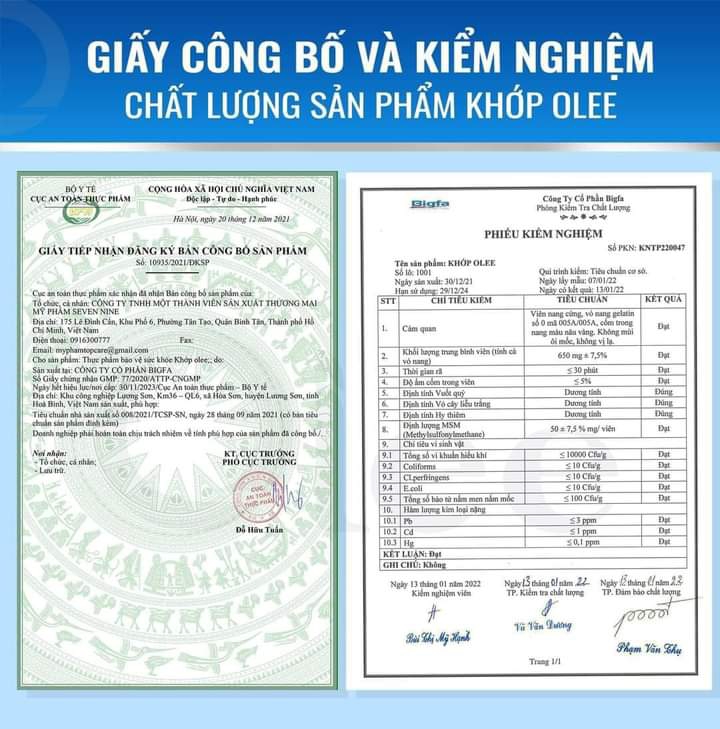 GIẤY CÔNG BỐ VÀ KIỂM NGHIỆM
CHẤT LƯỢNG SẢN PHẨM KHỚP OLEE
BỘ Y TẾ
CỤC AN TOÀN THỰC PHẨM
CỘNG HÒA XÃ HỘI CHỦ NGHĨA VIỆT NAM
Độc lập - Tự do - Hạnh phúc
Hà Nội, ngày 20 tháng 12 năm 2021
GIẤY TIẾP NHẬN ĐĂNG KÝ BẢN CÔNG BỐ SẢN PHẨM
Số: 10935/2021/ĐKSP
Cục an toàn thực phẩm xác nhận đã nhận Bản công bố sản phẩm của:
Tổ chức, cá nhân: CÔNG TY TNHH MỘT THÀNH VIÊN SẢN XUẤT THƯƠNG MẠI
MỸ PHẨM SEVEN NINE
Địa chỉ: 175 Lê Đình Cẩn, Khu Phố 6, Phường Tân Tạo, Quận Bình Tân, Thành Phố Hồ
Chí Minh, Việt Nam
Điện thoại: 0916300777
Fax:
Email: myphamtopcare@gmail.com
Cho sản phẩm: Thực phẩm bảo vệ sức khỏe Khớp olee;; do:
Sản xuất tại: CÔNG TY CỔ PHẦN BIGFA
Số Giấy chứng nhận GMP: 77/2020/ATTP-CNGMP
Ngày hết hiệu lực/nơi cấp: 30/11/2023/Cục An toàn thực phẩm – Bộ Y tế
Địa chỉ: Khu công nghiệp Lương Sơn, Km36 – QL6, xã Hòa Sơn, huyện Lương Sơn, tỉnh
Hoà Bình, Việt Nam sản xuất, phù hợp:
Tiêu chuẩn nhà sản xuất số 008/2021/TCSP-SN, ngày 28 tháng 09 năm 2021 (có bản tiêu
chuẩn đính kèm)
Doanh nghiệp phải hoàn toàn chịu trách nhiệm về tính phù hợp của sản phẩm đã công bố./.
Nơi nhận:
- Tổ chức, cá nhân;
- Lưu trữ.
KT. CỤC TRƯỞNG
PHÓ CỤC TRƯỞNG
CỤC
AN TOÀN
THỰC PHẨM
Đỗ Hữu Tuấn
Bigfa
Công Ty Cổ Phần Bigfa
Phòng Kiểm Tra Chất Lượng
PHIẾU KIỂM NGHIỆM
Số PKN: KNTP220047
Tên sản phẩm: KHỚP OLEE
Số lô: 1001 Qui trình kiểm: Tiêu chuẩn cơ sở.
Ngày sản xuất: 30/12/21 Ngày lấy mẫu: 07/01/22
Hạn sử dụng: 29/12/24 Ngày có kết quả: 13/01/22
STT CHỈ TIÊU KIỂM TIÊU CHUẨN KẾT QUẢ
1. Cảm quan Viên nang cứng, vỏ nang gelatin
số 0 mã 005A/005A, cốm trong
nang màu nâu vàng. Không mùi
ôi mốc, không vị lạ. Đạt
2. Khối lượng trung bình viên (tính cả
vỏ nang) 650 mg ± 7,5% Đạt
3. Thời gian rã ≤ 30 phút Đạt
4. Độ ẩm cốm trong viên ≤ 5% Đạt
5. Định tính Vuốt quỷ Dương tính Đúng
6. Định tính Vỏ cây liễu trắng Dương tính Đúng
7. Định tính Hy thiêm Dương tính Đúng
8. Định lượng MSM
(Methylsulfonylmethane) 50 ± 7,5 % mg/ viên Đạt
9. Chỉ tiêu vi sinh vật
9.1 Tổng số vi khuẩn hiếu khí ≤ 10000 Cfu/g Đạt
9.2 Coliforms ≤ 10 Cfu/g Đạt
9.3 Cl.perfringens ≤ 10 Cfu/g Đạt
9.4 E.coli ≤ 10 Cfu/g Đạt
9.5 Tổng số bào tử nấm men nấm mốc ≤ 100 Cfu/g Đạt
10. Hàm lượng kim loại nặng
10.1 Pb ≤ 3 ppm Đạt
10.2 Cd ≤ 1 ppm Đạt
10.3 Hg ≤ 0,1 ppm Đạt
KẾT LUẬN: Đạt
GHI CHÚ: Không
Ngày 13 tháng 01 năm 2022
Kiểm nghiệm viên
Bùi Thị Mỹ Hạnh
Ngày 13 tháng 01 năm 22
TP. Kiểm tra chất lượng
Vũ Văn Dương
Ngày 13 tháng 01 năm 22
TP. Đảm bảo chất lượng
Phạm Văn Thụ
Trang 1/1